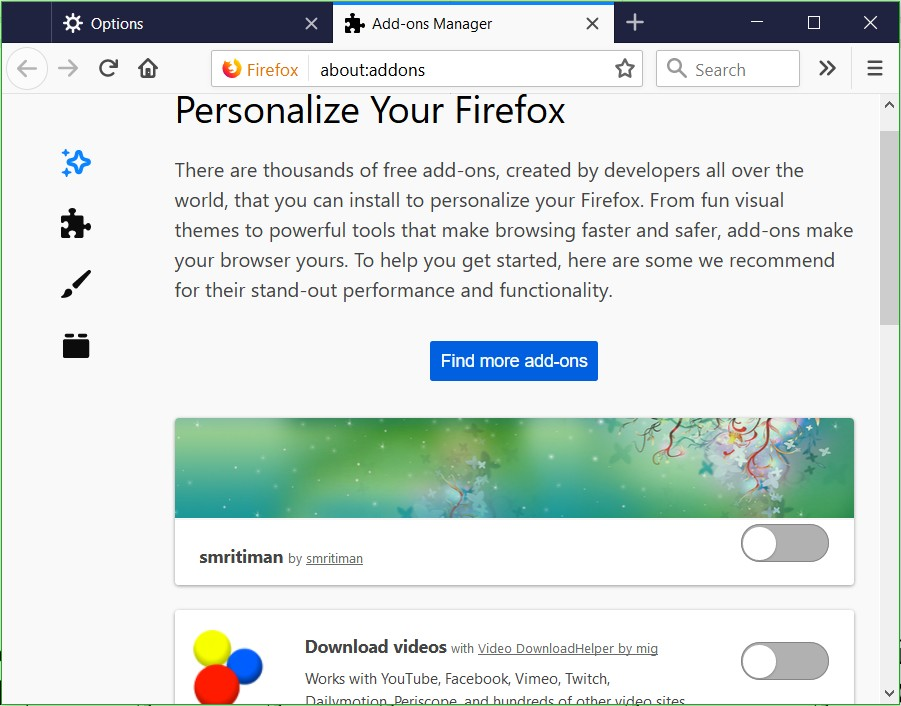 Options
Add-ons Manager
Firefox
about:addons
Search
Personalize Your Firefox
There are thousands of free add-ons, created by developers all over the
world, that you can install to personalize your Firefox. From fun visual
themes to powerful tools that make browsing faster and safer, add-ons make
your browser yours. To help you get started, here are some we recommend
for their stand-out performance and functionality.
Find more add-ons
smritiman by smritiman
Download videos with Video DownloadHelper by mig
Works with YouTube, Facebook, Vimeo, Twitch,
Dailymotion, Periscope, and hundreds of other video sites.